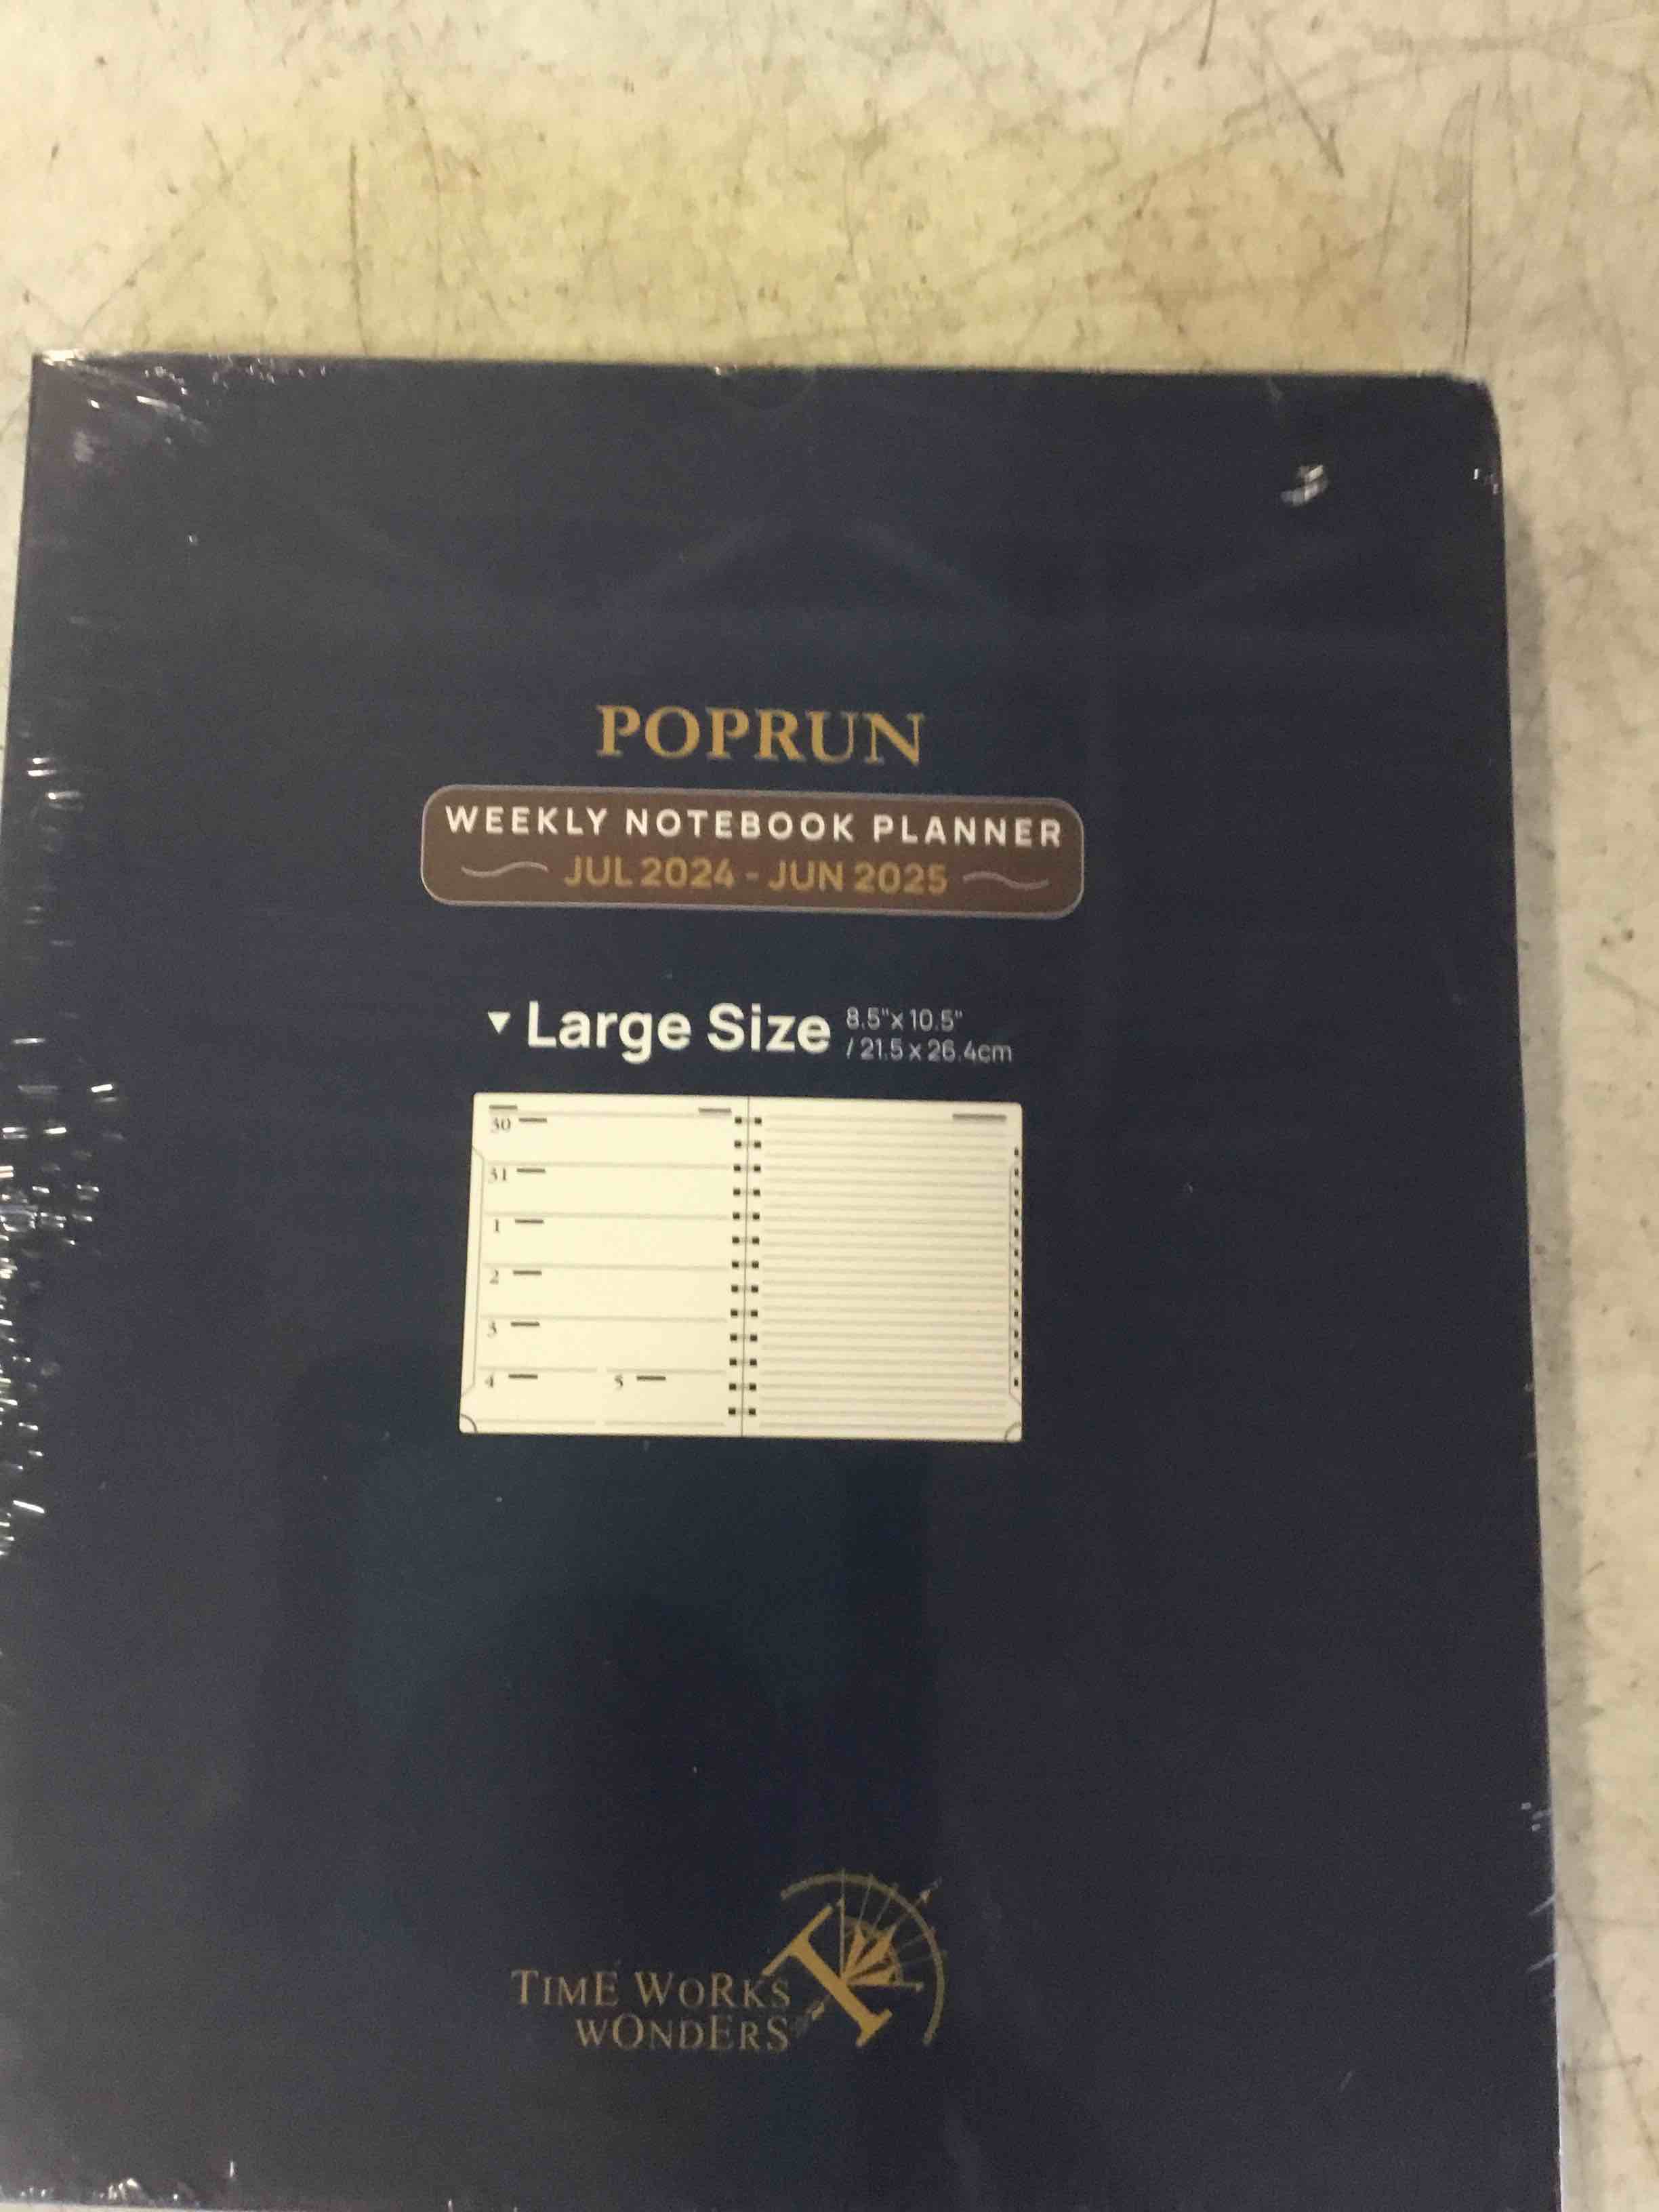 POPRUN
WEEKLY NOTEBOOK PLANNER
JUL 2024 - JUN 2025
▼ Large Size 8.5"x 10.5"
/ 21.5 x 26.4cm
30
31
1
2
3
4 5
TIME WORKS
WONDERS